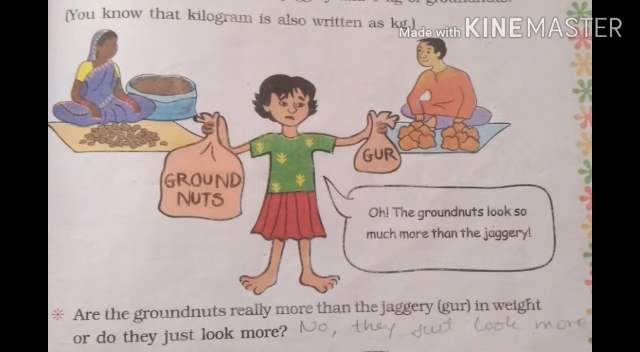 (You know that kilogram is also written as kg.)
Made with KINEMASTER
GROUND
NUTS
GUR
Oh! The groundnuts look so
much more than the jaggery!
* Are the groundnuts really more than the jaggery (gur) in weight
or do they just look more? No, they just look more